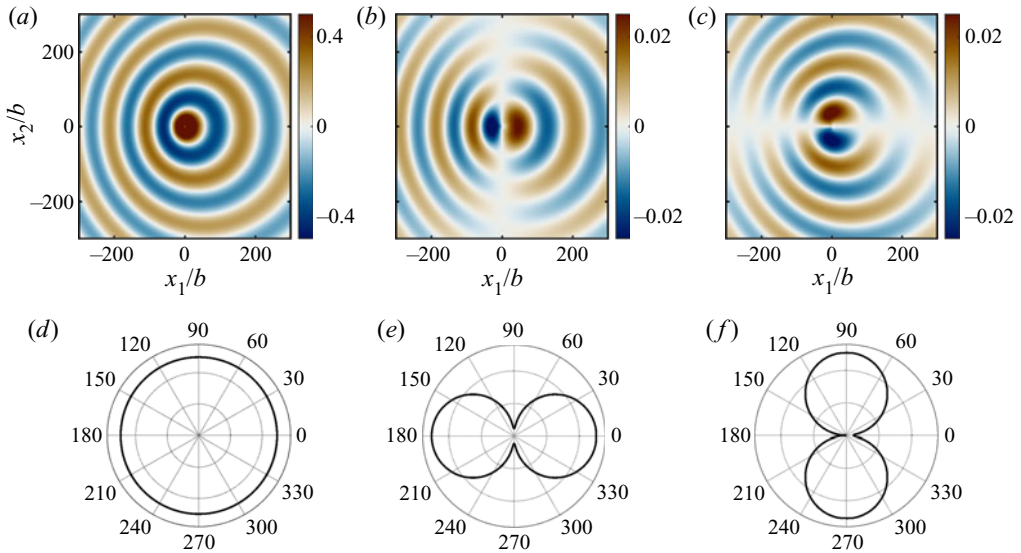 (a) (b) (c)
200 0.4 0.02 0.02
x2/b 0 0 0 0
–200 –0.4 –0.02 –0.02
–200 0 200 –200 0 200 –200 0 200
x1/b x1/b x1/b
(d) (e) (f)
90 90 90
120 60 120 60 120 60
150 30 150 30 150 30
180 0 180 0 180 0
210 330 210 330 210 330
240 300 240 300 240 300
270 270 270